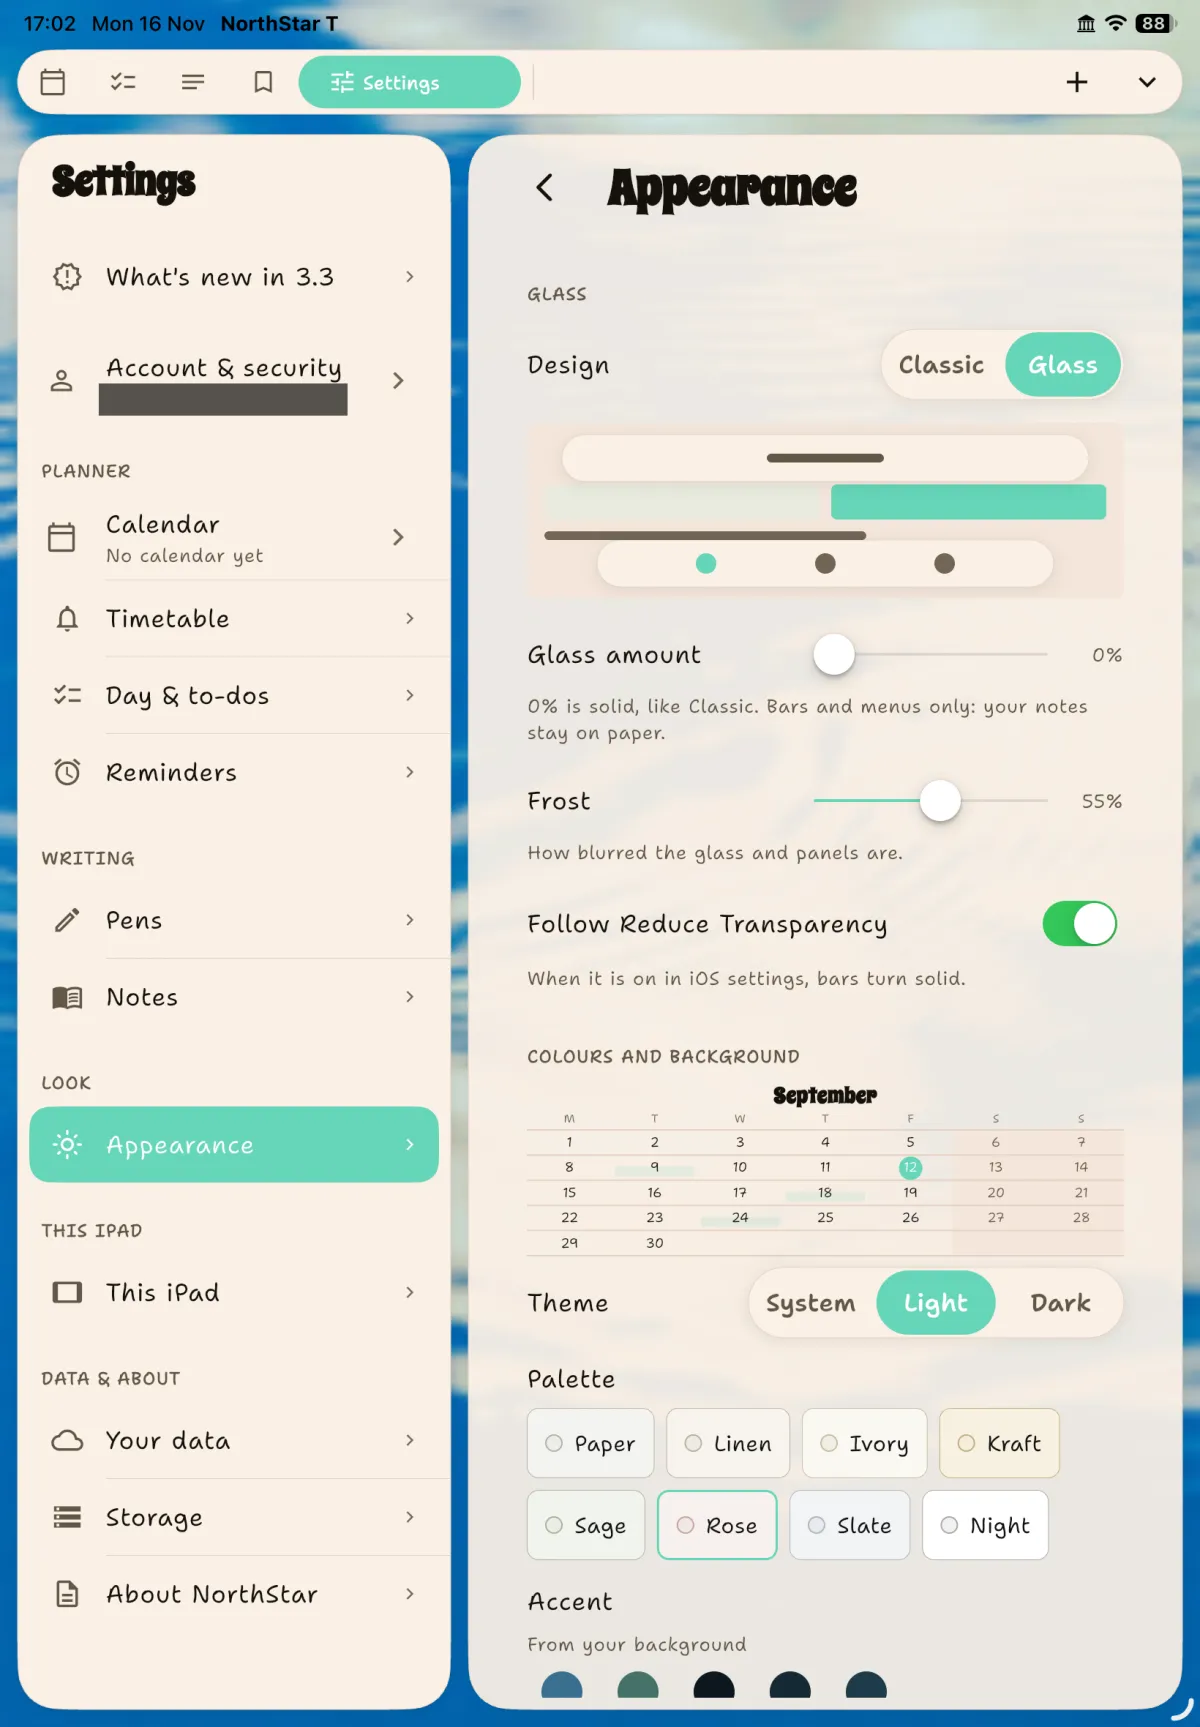 17:02 Mon 16 Nov NorthStar T
88
Settings
Settings
What's new in 3.3
Account & security
PLANNER
Calendar
No calendar yet
Timetable
Day & to-dos
Reminders
WRITING
Pens
Notes
LOOK
Appearance
THIS IPAD
This iPad
DATA & ABOUT
Your data
Storage
About NorthStar
Appearance
GLASS
Design
Classic Glass
Glass amount
0%
0% is solid, like Classic. Bars and menus only: your notes
stay on paper.
Frost
55%
How blurred the glass and panels are.
Follow Reduce Transparency
When it is on in iOS settings, bars turn solid.
COLOURS AND BACKGROUND
September
M T W T F S S
1 2 3 4 5 6 7
8 9 10 11 12 13 14
15 16 17 18 19 20 21
22 23 24 25 26 27 28
29 30
Theme
System Light Dark
Palette
Paper Linen Ivory Kraft
Sage Rose Slate Night
Accent
From your background